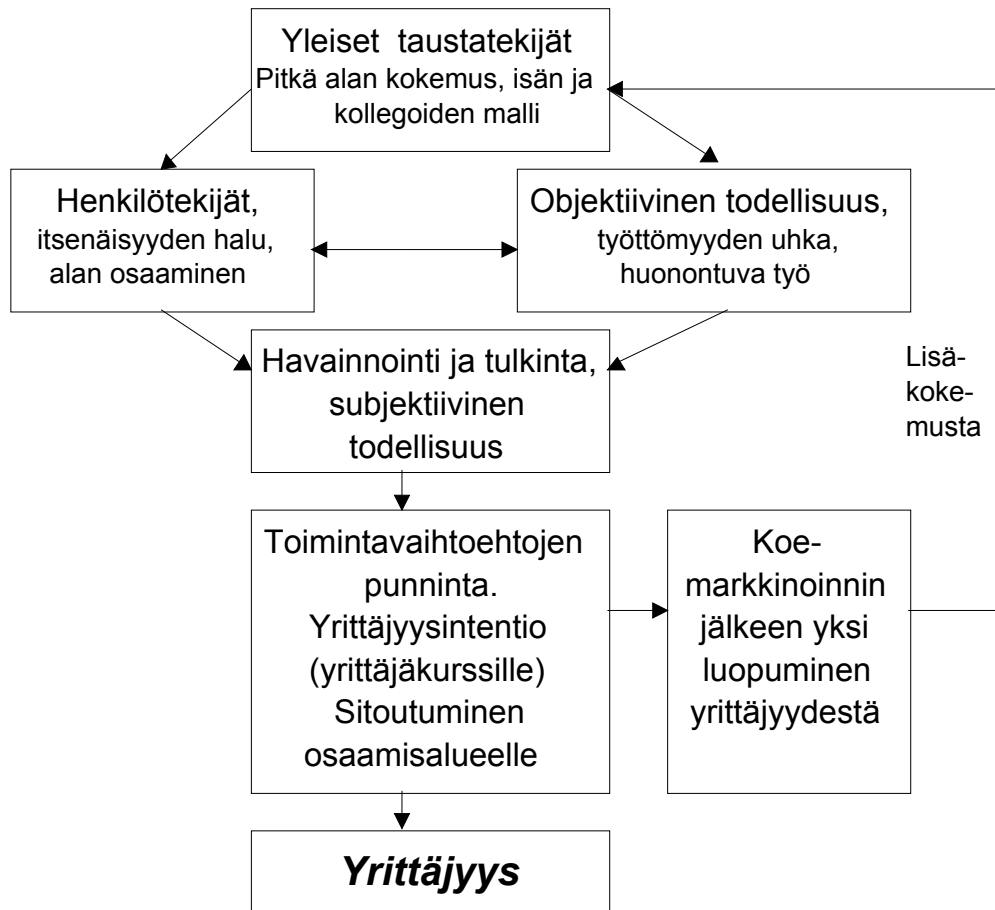 Yleiset taustatekijät
Pitkä alan kokemus, isän ja
kollegoiden malli
Henkilötekijät,
itsenäisyyden halu,
alan osaaminen
Objektiivinen todellisuus,
työttömyyden uhka,
huonontuva työ
Havainnointi ja tulkinta,
subjektiivinen
todellisuus
Lisä-
koke-
musta
Toimintavaihtoehtojen
punninta.
Yrittäjyysintentio
(yrittäjäkurssille)
Sitoutuminen
osaamisalueelle
Koe-
markkinoinnin
jälkeen yksi
luopuminen
yrittäjyydestä
Yrittäjyys